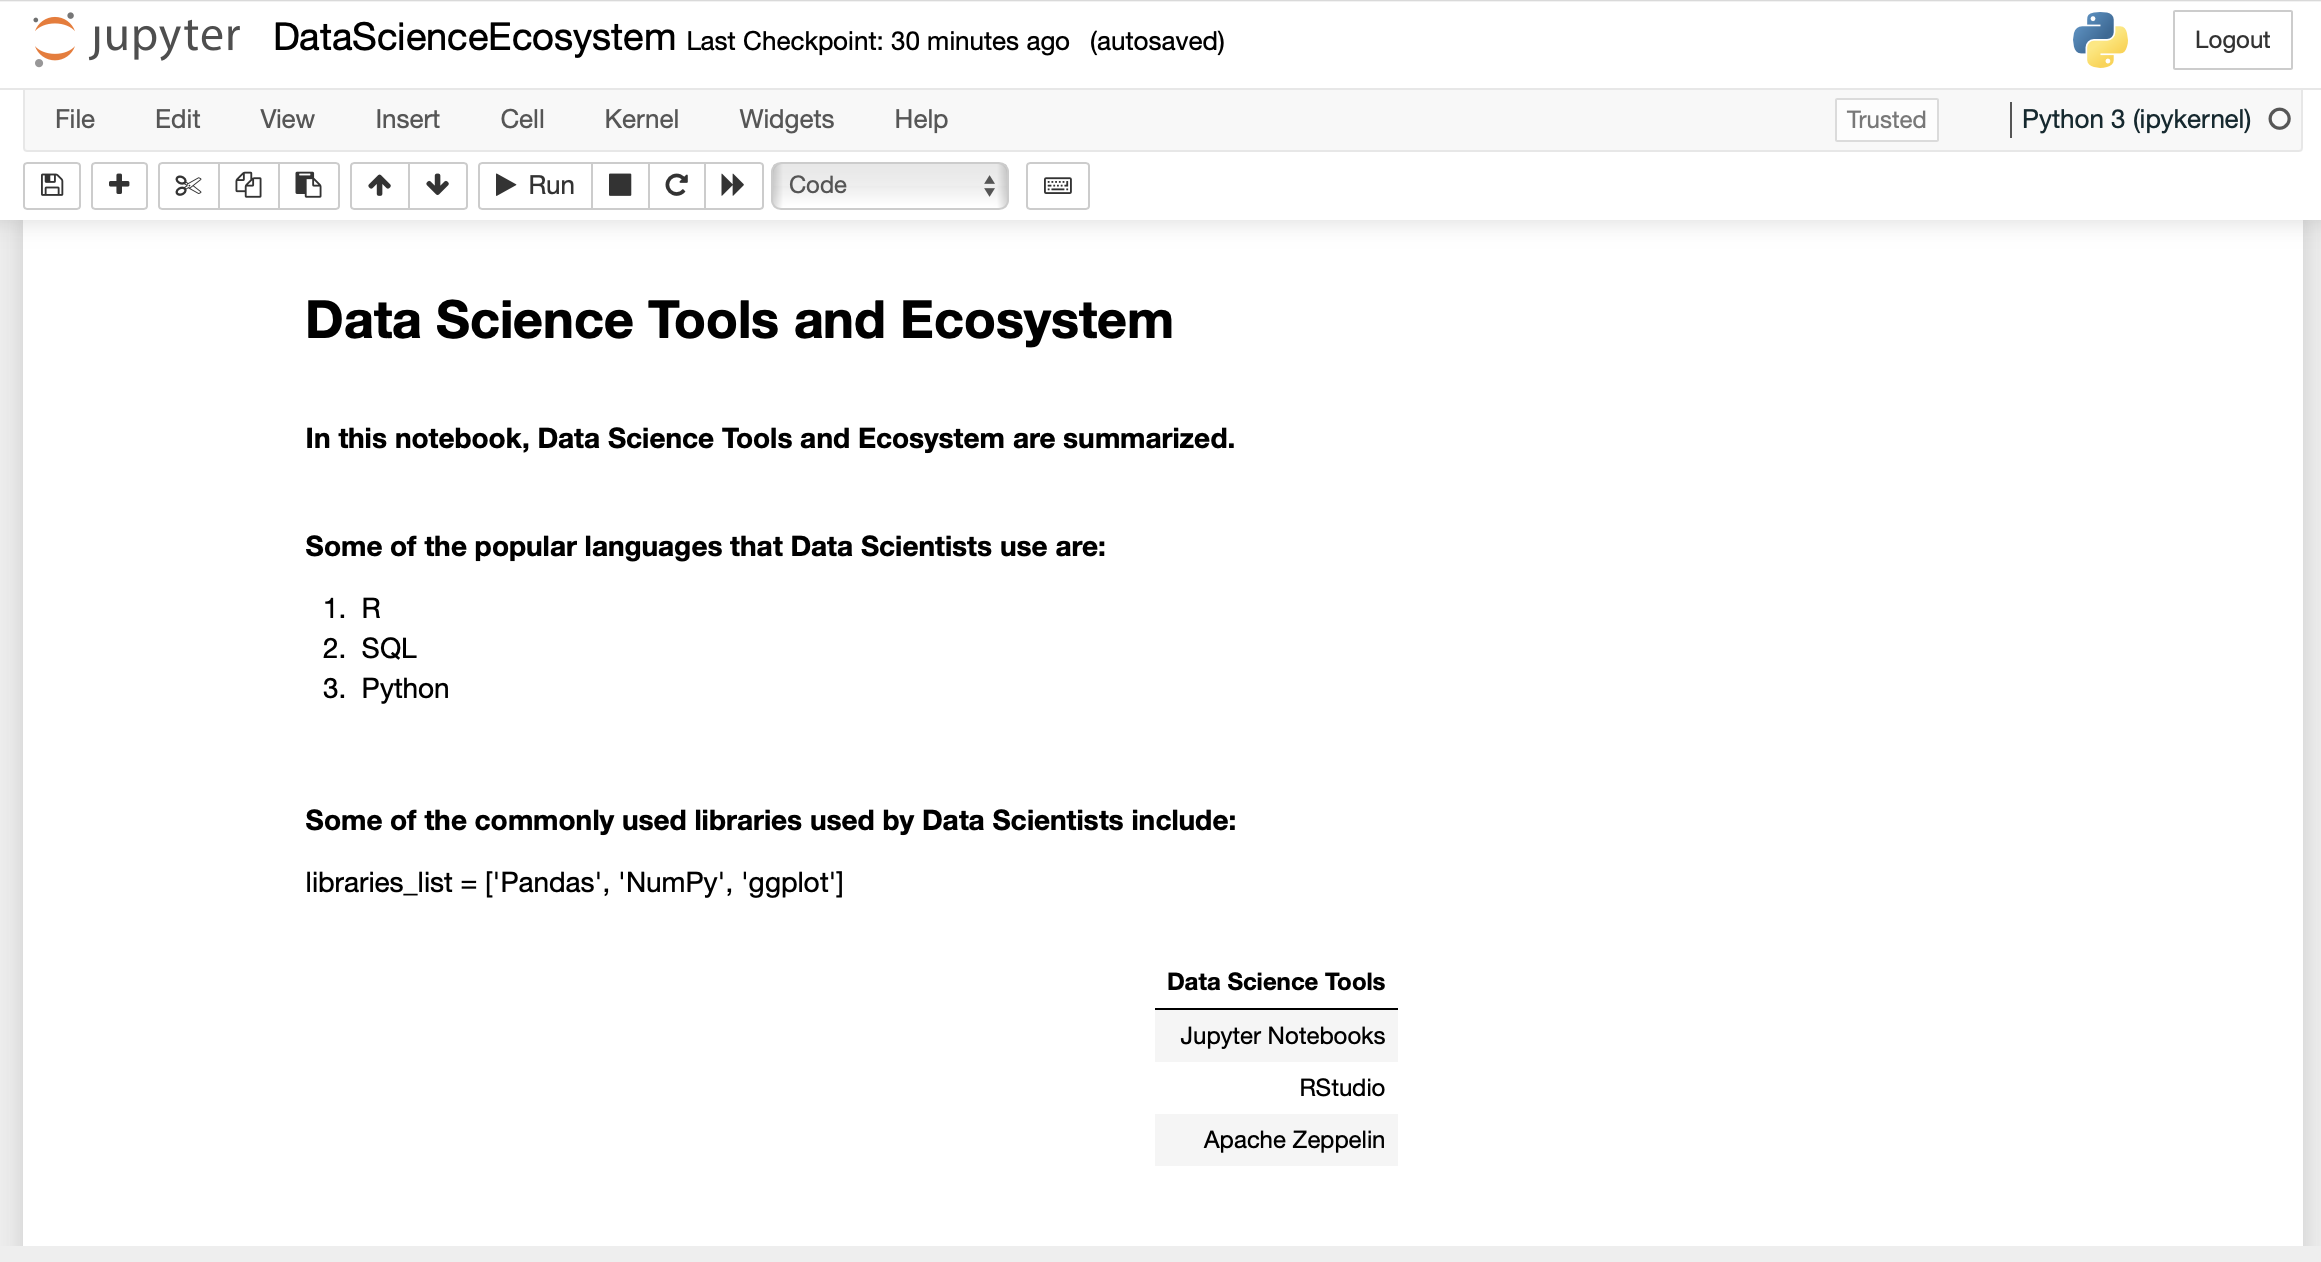 jupyter DataScienceEcosystem Last Checkpoint: 30 minutes ago (autosaved) Logout
File Edit View Insert Cell Kernel Widgets Help Trusted Python 3 (ipykernel)
Run Code
Data Science Tools and Ecosystem
In this notebook, Data Science Tools and Ecosystem are summarized.
Some of the popular languages that Data Scientists use are:
1. R
2. SQL
3. Python
Some of the commonly used libraries used by Data Scientists include:
libraries_list = ['Pandas', 'NumPy', 'ggplot']
Data Science Tools
Jupyter Notebooks
RStudio
Apache Zeppelin